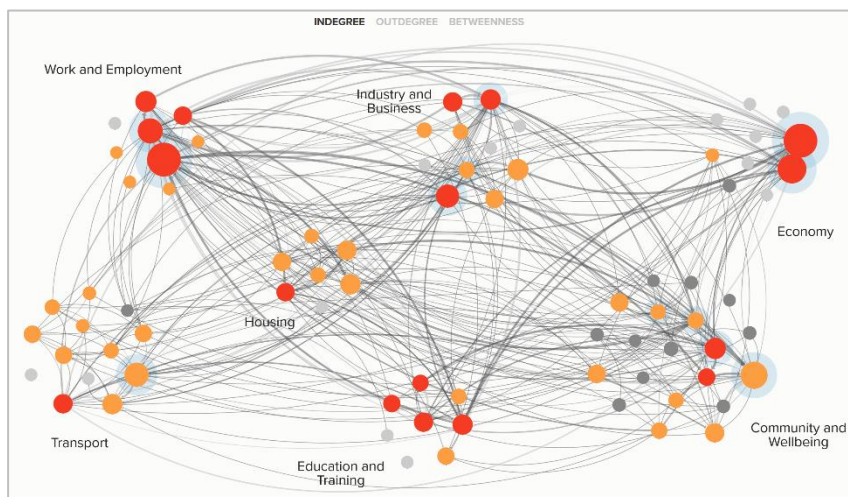 INDEGREE OUTDEGREE BETWEENNESS
Work and Employment
Industry and
Business
Economy
Housing
Transport
Education and
Training
Community and
Wellbeing